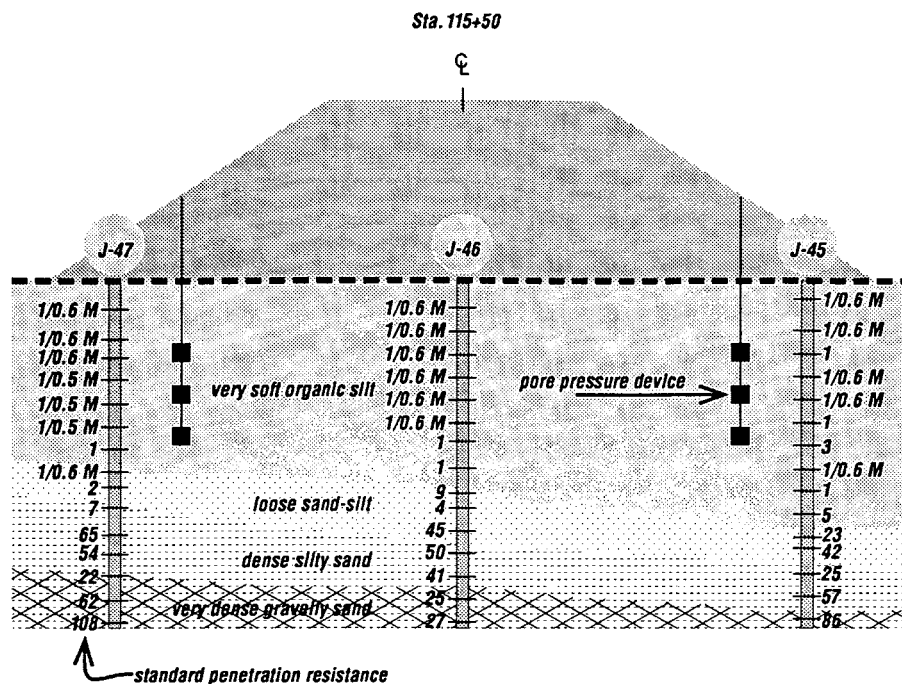 Sta. 115+50
℄
J-47
J-46
J-45
1/0.6 M
1/0.6 M
1/0.6 M
1/0.5 M
1/0.5 M
1/0.5 M
1
1/0.6 M
2
7
65
54
22
62
108
1/0.6 M
1/0.6 M
1/0.6 M
1/0.6 M
1/0.6 M
1/0.6 M
1
1
9
4
45
50
41
25
27
1/0.6 M
1/0.6 M
1
1/0.6 M
1/0.6 M
1
3
1/0.6 M
1
5
23
42
25
57
86
very soft organic silt
pore pressure device
loose sand-silt
dense silty sand
very dense gravelly sand
standard penetration resistance